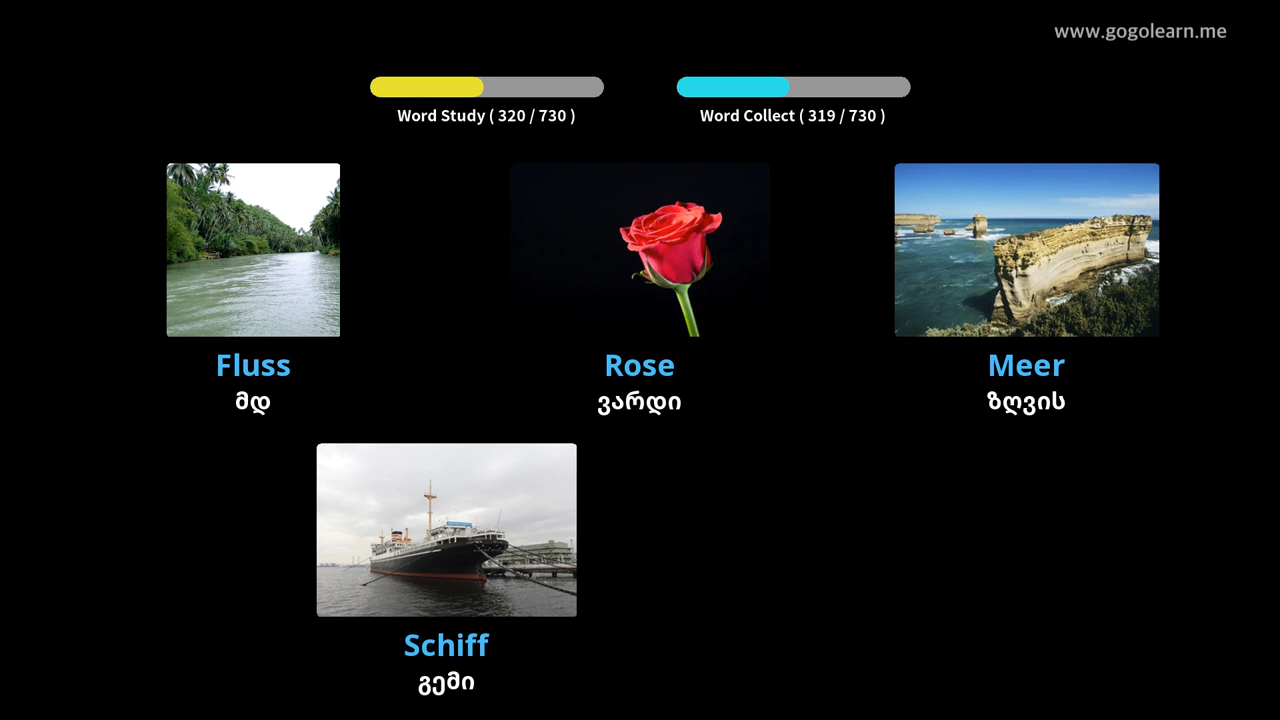 www.gogolearn.me
Word Study ( 320 / 730 )
Word Collect ( 319 / 730 )
Fluss
მდ
Rose
ვარდი
Meer
ზღვის
Schiff
გემი